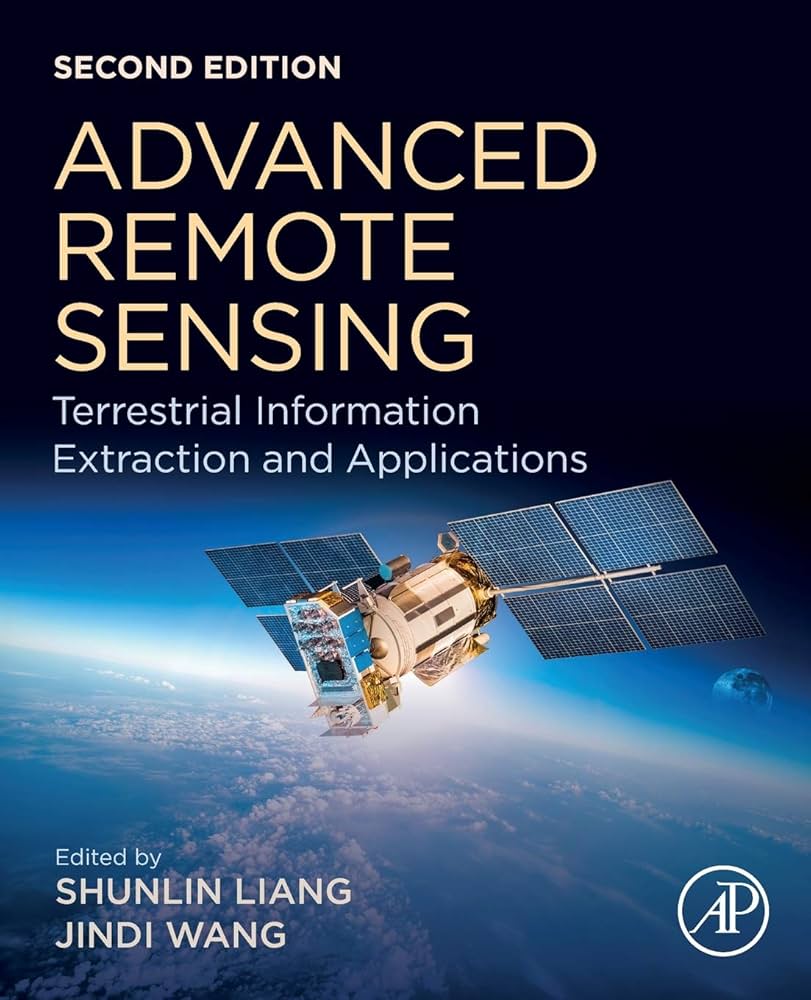 SECOND EDITION
ADVANCED
REMOTE
SENSING
Terrestrial Information
Extraction and Applications
Edited by
SHUNLIN LIANG
JINDI WANG
AP